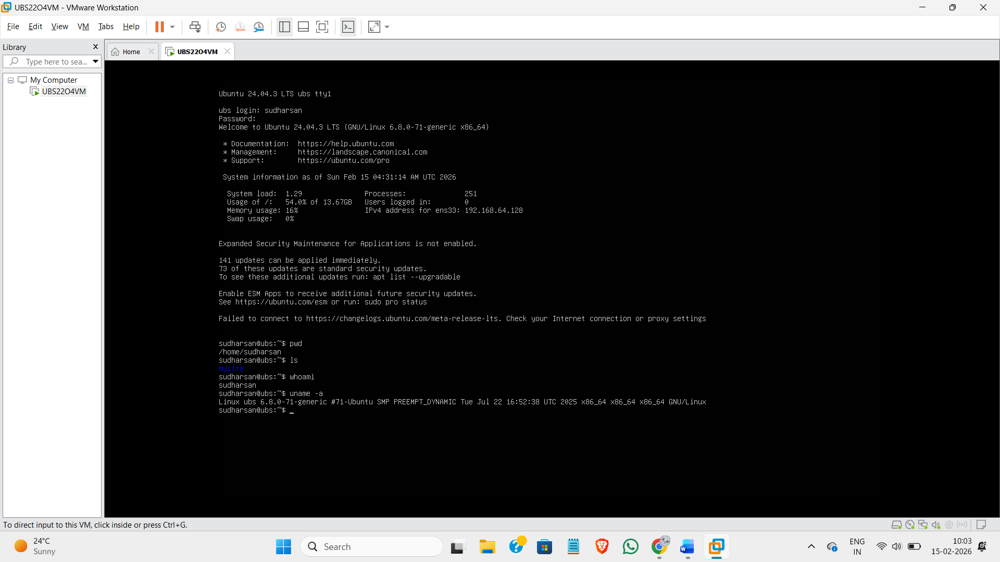 UBS22O4VM - VMware Workstation
File Edit View VM Tabs Help
Library
Type here to sea...
My Computer
UBS22O4VM
Home
UBS22O4VM
Ubuntu 24.04.3 LTS ubs tty1
ubs login: sudharsan
Password:
Welcome to Ubuntu 24.04.3 LTS (GNU/Linux 6.8.0-71-generic x86_64)
* Documentation: https://help.ubuntu.com
* Management: https://landscape.canonical.com
* Support: https://ubuntu.com/pro
System information as of Sun Feb 15 04:31:14 AM UTC 2026
System load: 1.29 Processes: 251
Usage of /: 54.0% of 13.67GB Users logged in: 0
Memory usage: 16% IPv4 address for ens33: 192.168.64.128
Swap usage: 0%
Expanded Security Maintenance for Applications is not enabled.
141 updates can be applied immediately.
73 of these updates are standard security updates.
To see these additional updates run: apt list --upgradable
Enable ESM Apps to receive additional future security updates.
See https://ubuntu.com/esm or run: sudo pro status
Failed to connect to https://changelogs.ubuntu.com/meta-release-lts. Check your Internet connection or proxy settings
sudharsan@ubs:~$ pwd
/home/sudharsan
sudharsan@ubs:~$ ls
mysite
sudharsan@ubs:~$ whoami
sudharsan
sudharsan@ubs:~$ uname -a
Linux ubs 6.8.0-71-generic #71-Ubuntu SMP PREEMPT_DYNAMIC Tue Jul 22 16:52:38 UTC 2025 x86_64 x86_64 x86_64 GNU/Linux
sudharsan@ubs:~$ _
To direct input to this VM, click inside or press Ctrl+G.
24°C
Sunny
Search
ENG
IN
10:03
15-02-2026